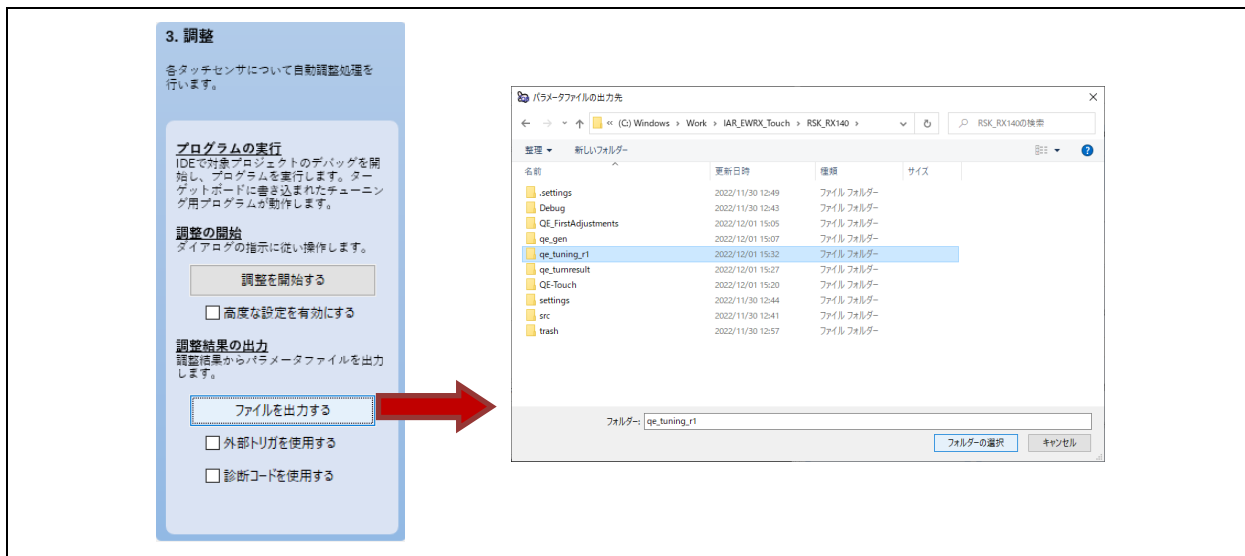 3. 調整
各タッチセンサについて自動調整処理を
行います。
プログラムの実行
IDEで対象プロジェクトのデバッグを開
始し、プログラムを実行します。ター
ゲットボードに書き込まれたチューニン
グ用プログラムが動作します。
調整の開始
ダイアログの指示に従い操作します。
調整を開始する
高度な設定を有効にする
調整結果の出力
調整結果からパラメータファイルを出力
します。
ファイルを出力する
外部トリガを使用する
診断コードを使用する
パラメータファイルの出力先
« (C:) Windows › Work › IAR_EWRX_Touch › RSK_RX140 ›
RSK_RX140の検索
整理 新しいフォルダー
名前 更新日時 種類 サイズ
.settings 2022/11/30 12:49 ファイル フォルダー
Debug 2022/11/30 12:43 ファイル フォルダー
QE_FirstAdjustments 2022/12/01 15:05 ファイル フォルダー
qe_gen 2022/12/01 15:07 ファイル フォルダー
qe_tuning_r1 2022/12/01 15:32 ファイル フォルダー
qe_turnresult 2022/12/01 15:27 ファイル フォルダー
QE-Touch 2022/12/01 15:20 ファイル フォルダー
settings 2022/11/30 12:44 ファイル フォルダー
src 2022/11/30 12:41 ファイル フォルダー
trash 2022/11/30 12:57 ファイル フォルダー
フォルダー: qe_tuning_r1
フォルダーの選択 キャンセル